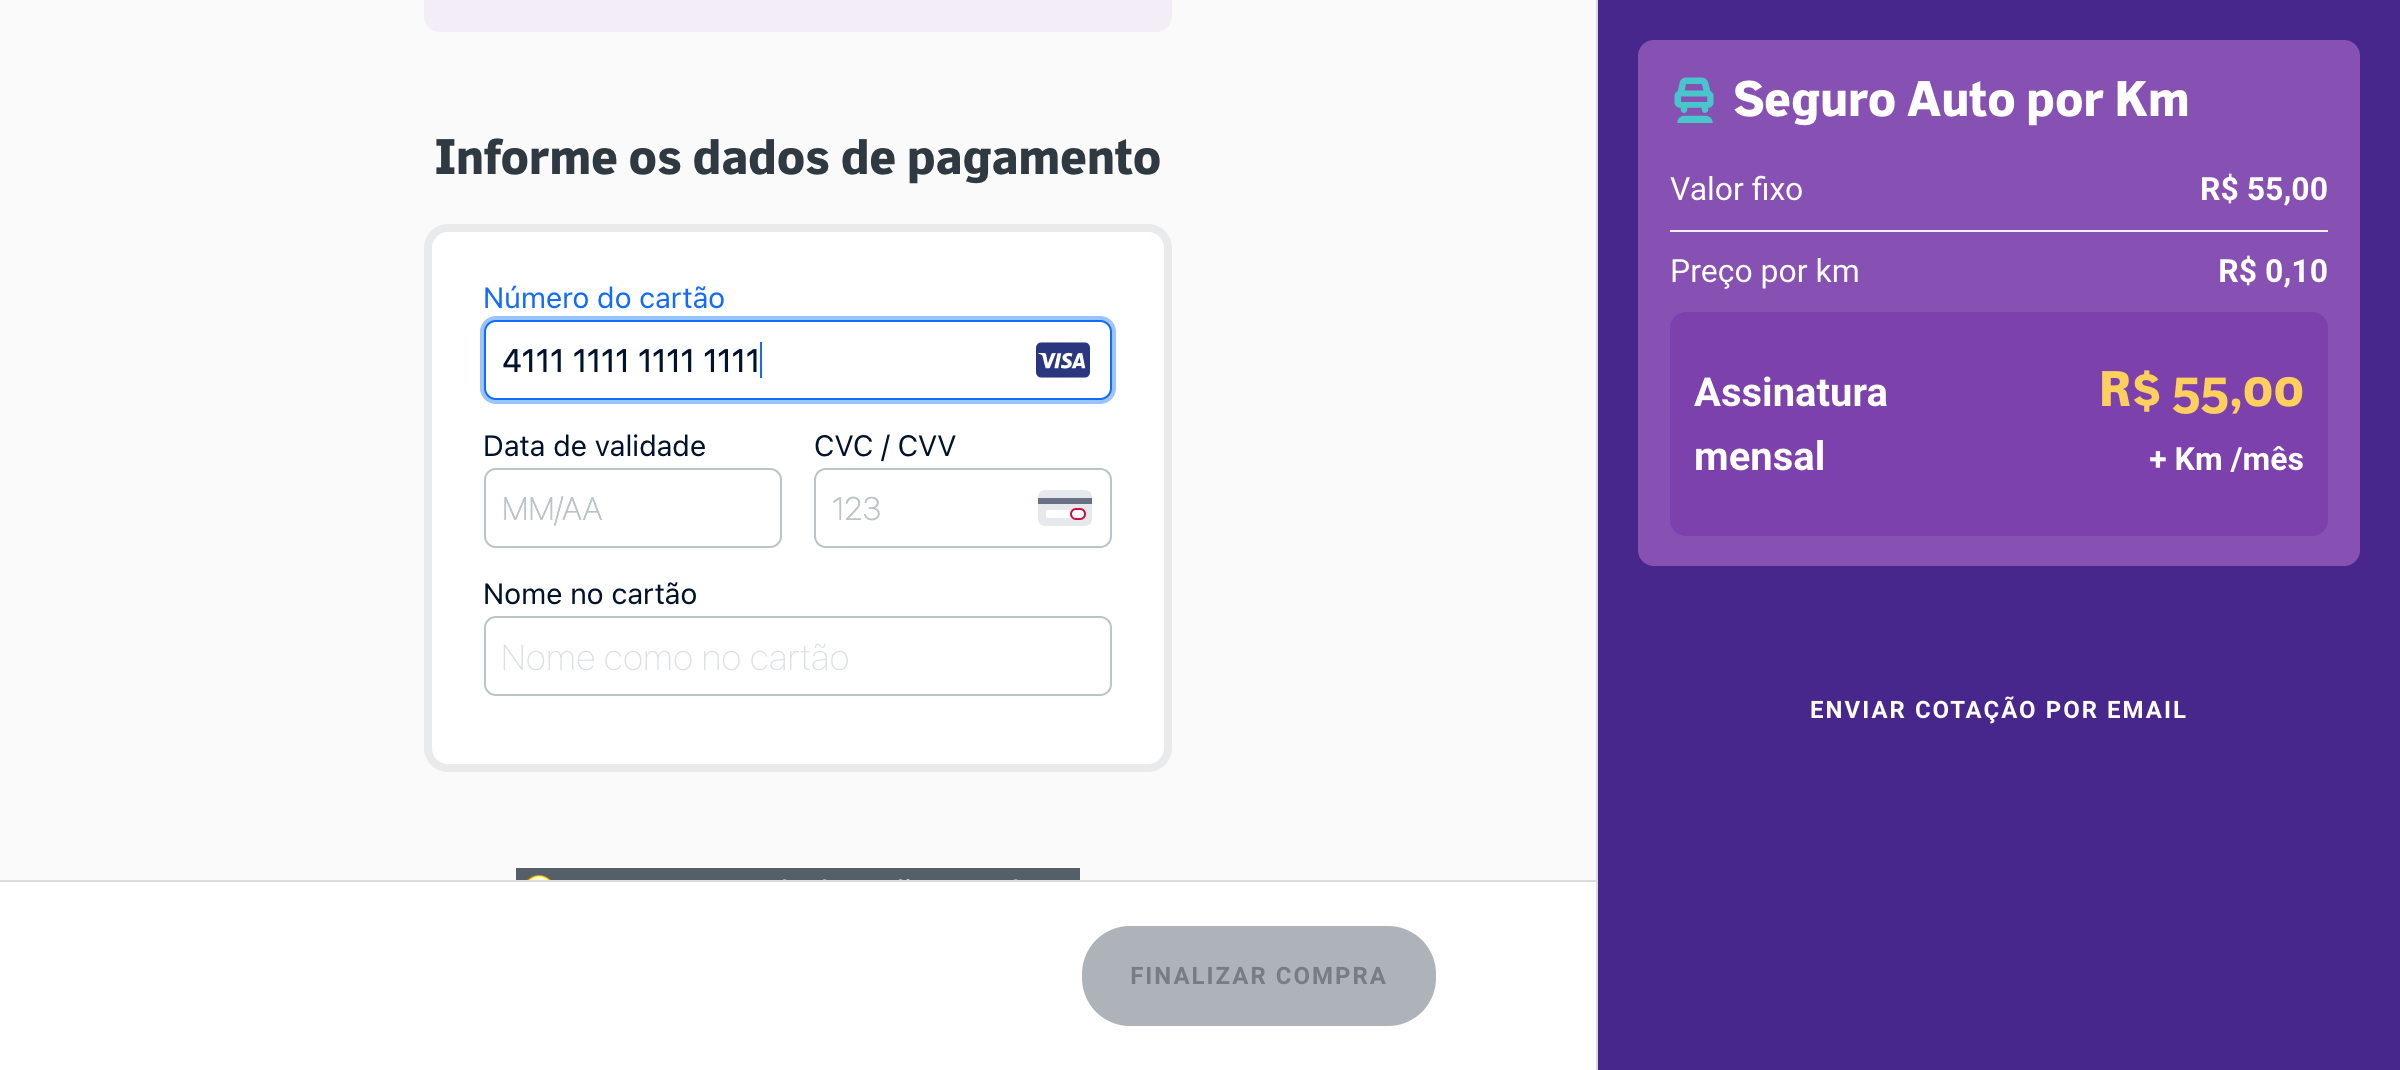 Informe os dados de pagamento
Número do cartão
4111 1111 1111 1111
VISA
Data de validade
CVC / CVV
MM/AA
123
Nome no cartão
Nome como no cartão
FINALIZAR COMPRA
Seguro Auto por Km
Valor fixo
R$ 55,00
Preço por km
R$ 0,10
Assinatura
mensal
R$ 55,00
+ Km /mês
ENVIAR COTAÇÃO POR EMAIL